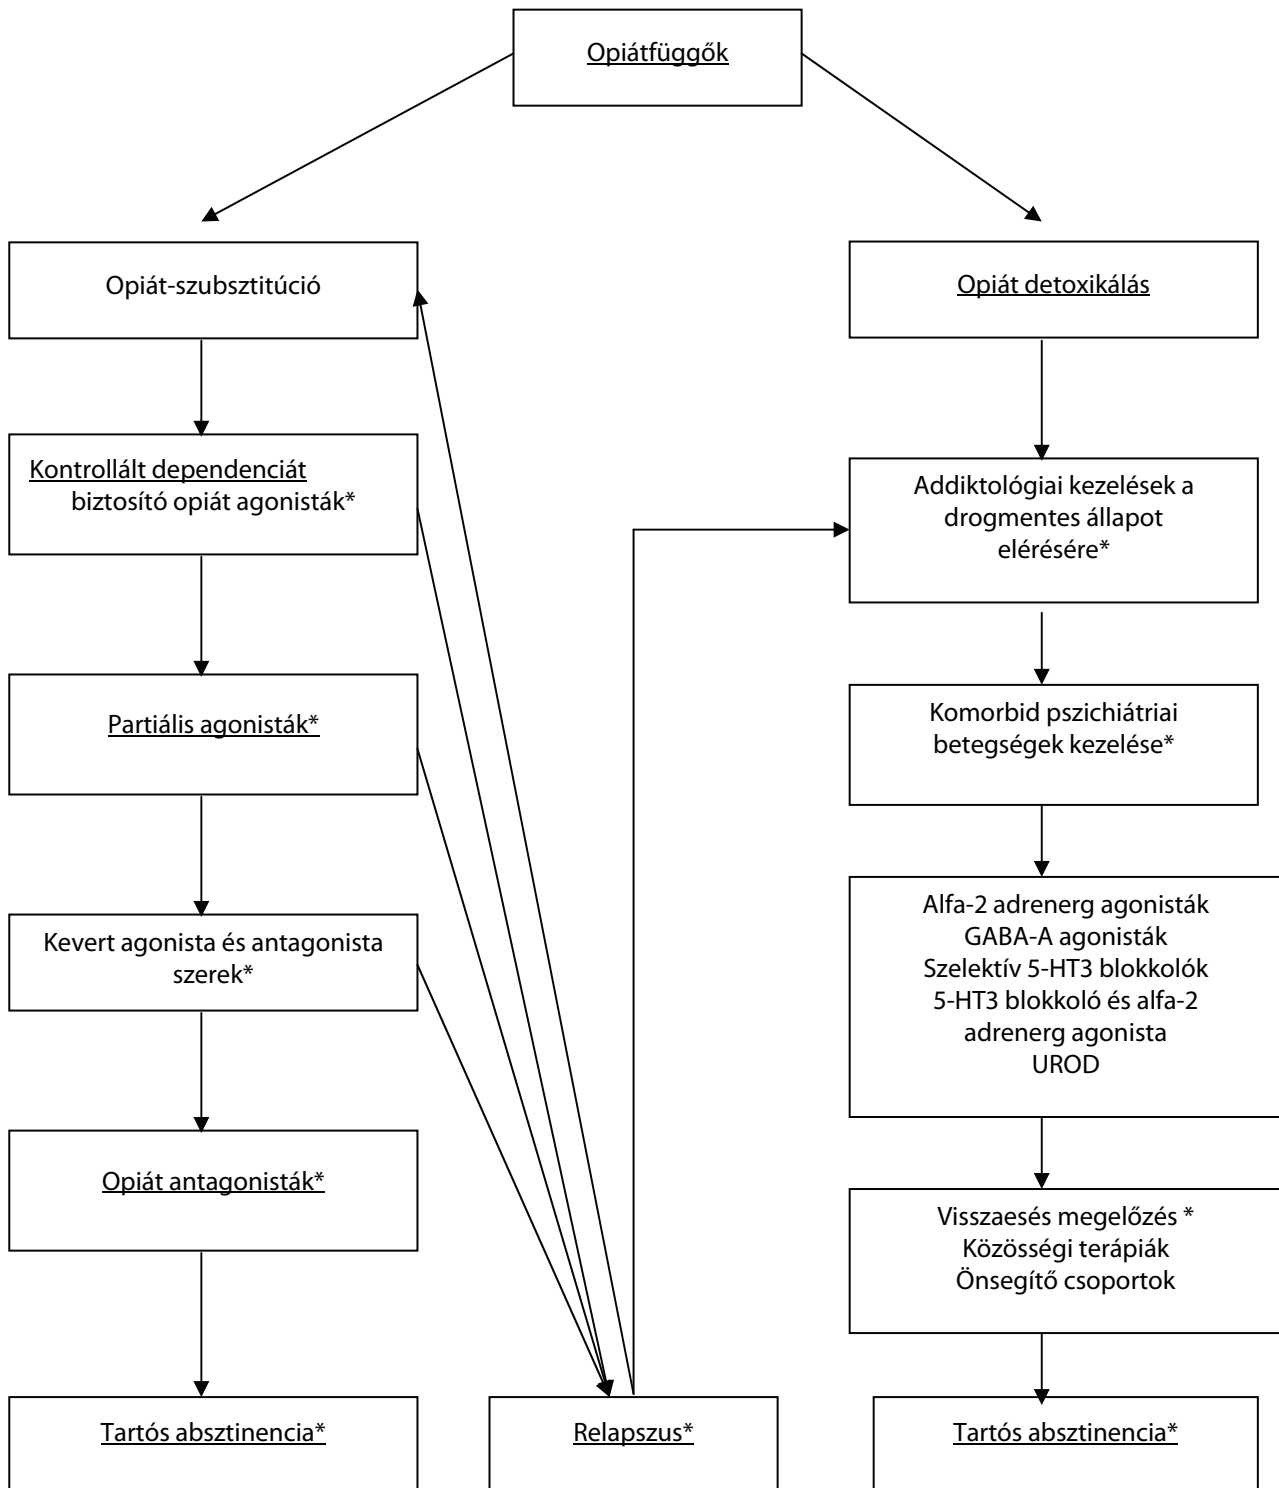 Opiátfüggők
Opiát-szubsztitúció
Kontrollált dependenciát
biztosító opiát agonisták*
Partiális agonisták*
Kevert agonista és antagonista
szerek*
Opiát antagonisták*
Tartós absztinencia*
Relapszus*
Opiát detoxikálás
Addiktológiai kezelések a
drogmentes állapot
elérésére*
Komorbid pszichiátriai
betegségek kezelése*
Alfa-2 adrenerg agonisták
GABA-A agonisták
Szelektív 5-HT3 blokkolók
5-HT3 blokkoló és alfa-2
adrenerg agonista
UROD
Visszaesés megelőzés *
Közösségi terápiák
Önsegítő csoportok
Tartós absztinencia*